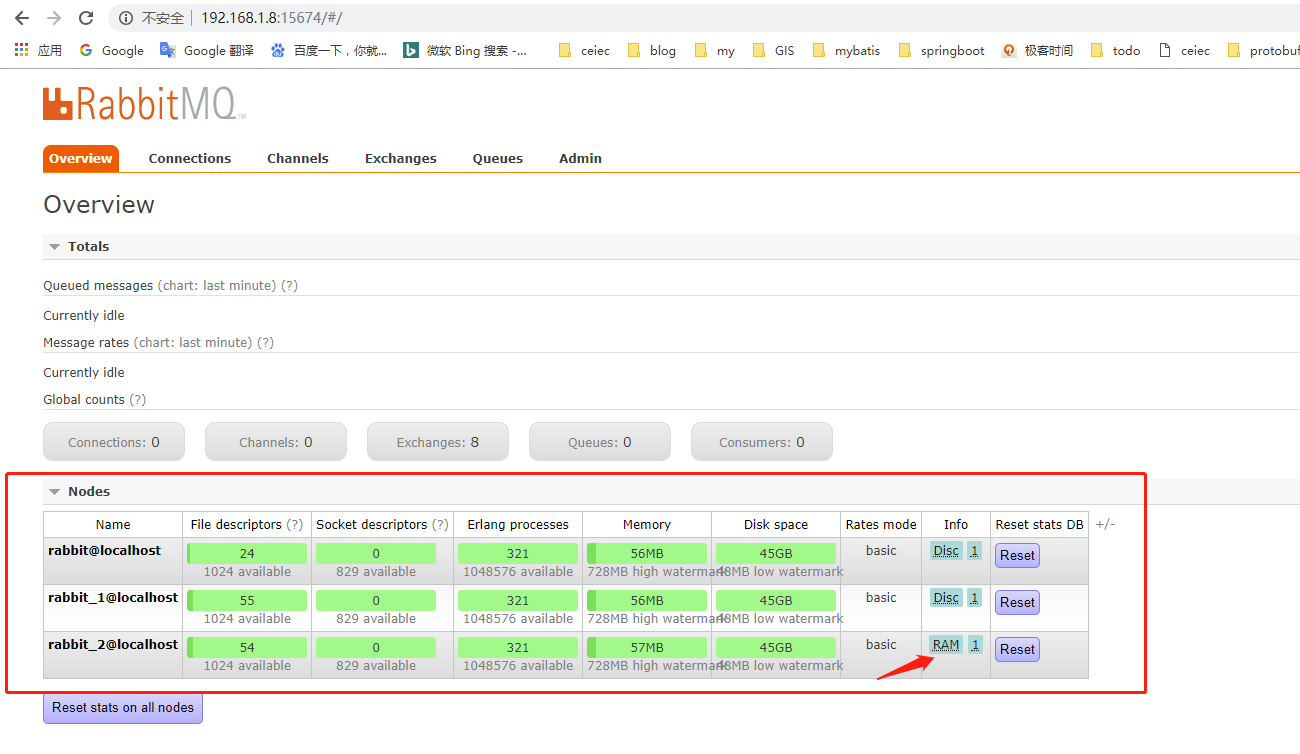 不安全 | 192.168.1.8:15674/#/
应用 Google Google 翻译 百度一下，你就... 微软 Bing 搜索 -... ceiec blog my GIS mybatis springboot 极客时间 todo ceiec protobuf
RabbitMQ TM
Overview Connections Channels Exchanges Queues Admin
Overview
Totals
Queued messages (chart: last minute) (?)
Currently idle
Message rates (chart: last minute) (?)
Currently idle
Global counts (?)
Connections: 0 Channels: 0 Exchanges: 8 Queues: 0 Consumers: 0
Nodes
Name File descriptors (?) Socket descriptors (?) Erlang processes Memory Disk space Rates mode Info Reset stats DB +/-
rabbit@localhost 24 0 321 56MB 45GB basic Disc 1 Reset
1024 available 829 available 1048576 available 728MB high watermark 48MB low watermark
rabbit_1@localhost 55 0 321 56MB 45GB basic Disc 1 Reset
1024 available 829 available 1048576 available 728MB high watermark 48MB low watermark
rabbit_2@localhost 54 0 321 57MB 45GB basic RAM 1 Reset
1024 available 829 available 1048576 available 728MB high watermark 48MB low watermark
Reset stats on all nodes